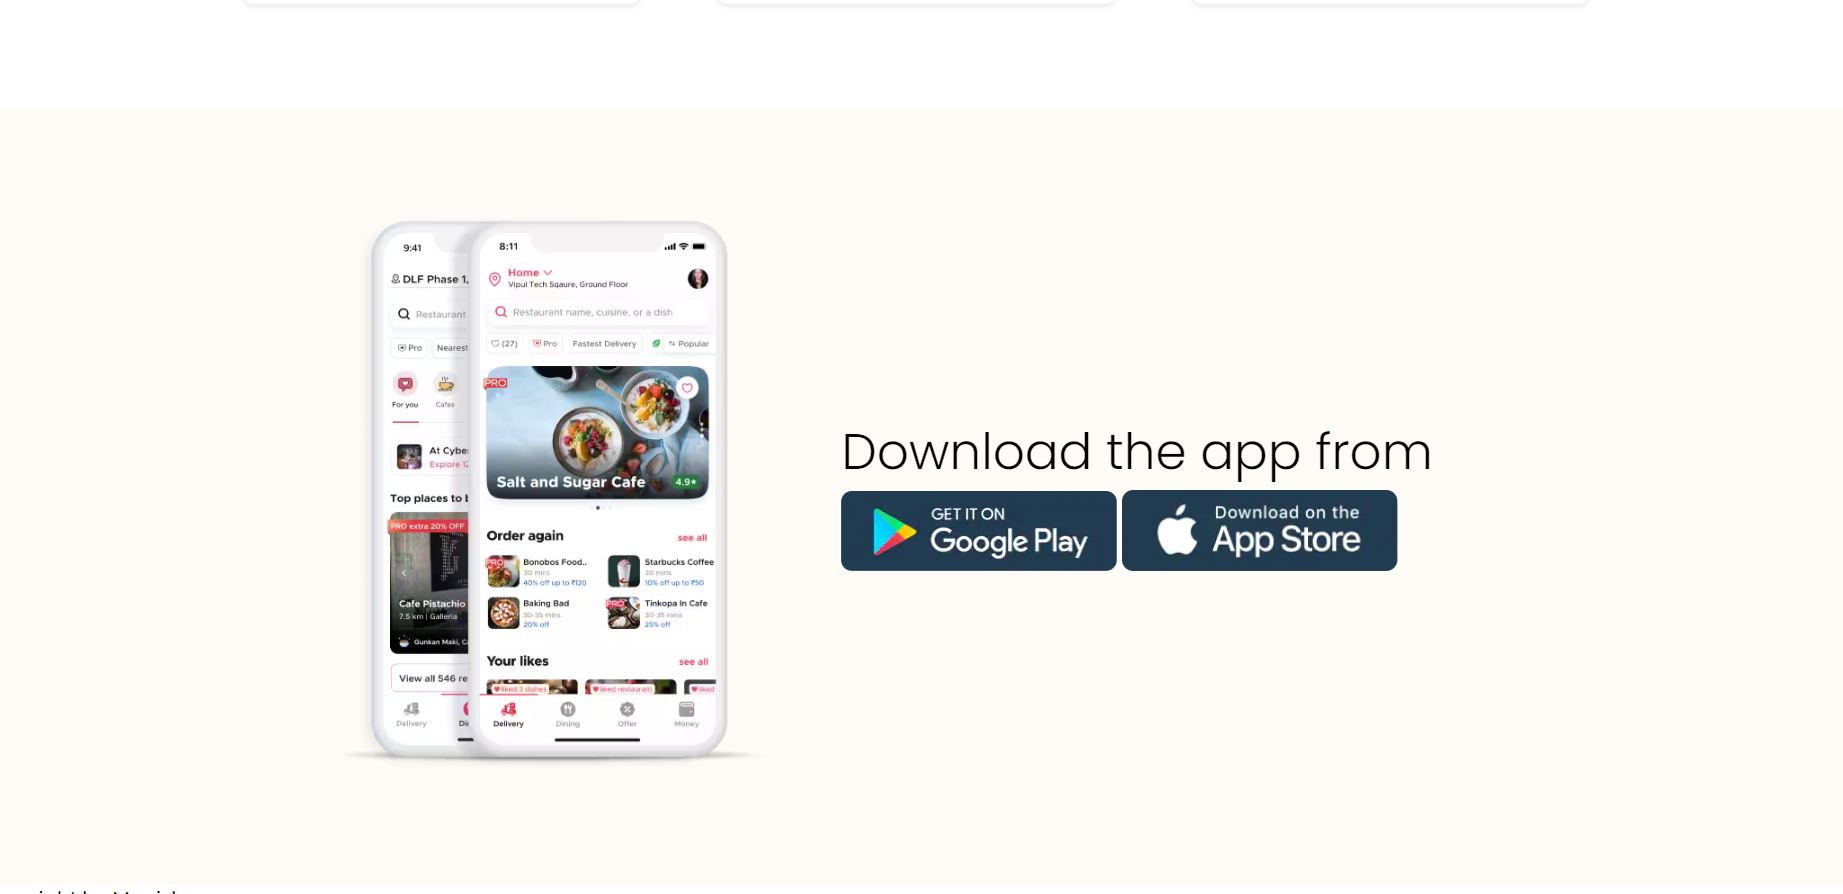 9:41
DLF Phase 1,
Restaurant
Pro
Nearest
For you
Cafes
At Cybe
Explore 12
Top places to b
PRO extra 20% OFF
Cafe Pistachio
7.5 km | Galleria
Gunkan Maki, C
View all 546 re
Delivery
Di
8:11
Home
Vipul Tech Sqaure, Ground Floor
Restaurant name, cuisine, or a dish
(27)
Pro
Fastest Delivery
Popular
PRO
Salt and Sugar Cafe
4.9★
Order again
see all
PRO
Bonobos Food..
30 mins
40% off up to ₹120
Starbucks Coffee
30 mins
10% off up to ₹50
Baking Bad
30-35 mins
20% off
PRO
Tinkopa In Cafe
30-35 mins
25% off
Your likes
see all
liked 3 dishes
liked restaurant
liked
Delivery
Dining
Offer
Money
Download the app from
GET IT ON
Google Play
Download on the
App Store